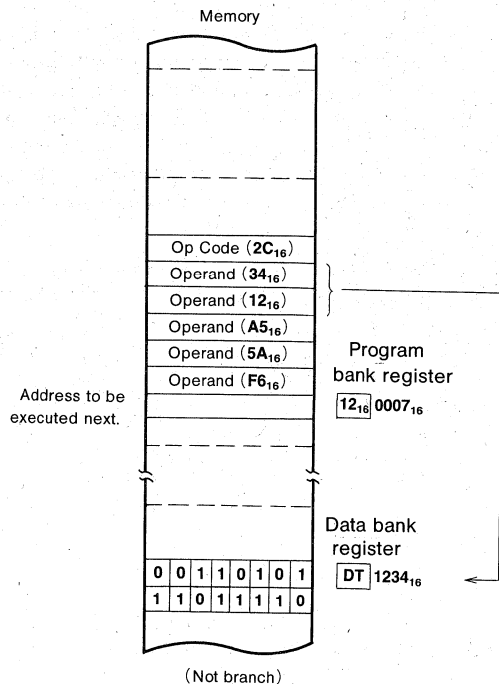 Memory
Op Code (2C₁₆)
Operand (34₁₆)
Operand (12₁₆)
Operand (A5₁₆)
Operand (5A₁₆)
Operand (F6₁₆)
Program
bank register
12₁₆ 0007₁₆
Address to be
executed next.
Data bank
register
DT 1234₁₆
0 0 1 1 0 1 0 1
1 1 0 1 1 1 1 0
(Not branch)